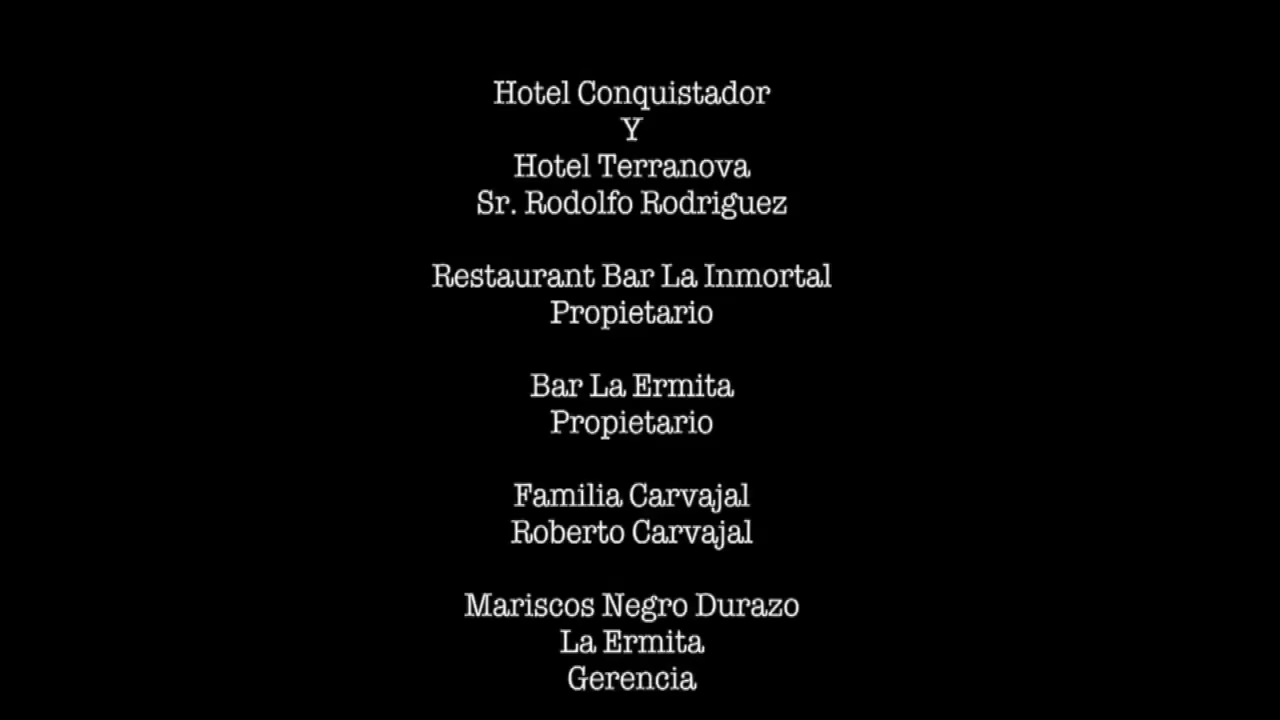 Hotel Conquistador
Y
Hotel Terranova
Sr. Rodolfo Rodriguez
Restaurant Bar La Inmortal
Propietario
Bar La Ermita
Propietario
Familia Carvajal
Roberto Carvajal
Mariscos Negro Durazo
La Ermita
Gerencia